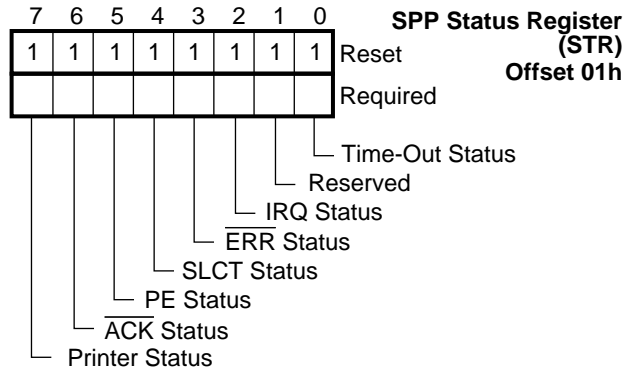 7 6 5 4 3 2 1 0
SPP Status Register
(STR)
Offset 01h
1 1 1 1 1 1 1 1 Reset
Required
Time-Out Status
Reserved
IRQ Status
E̅R̅R̅ Status
SLCT Status
PE Status
A̅C̅K̅ Status
Printer Status